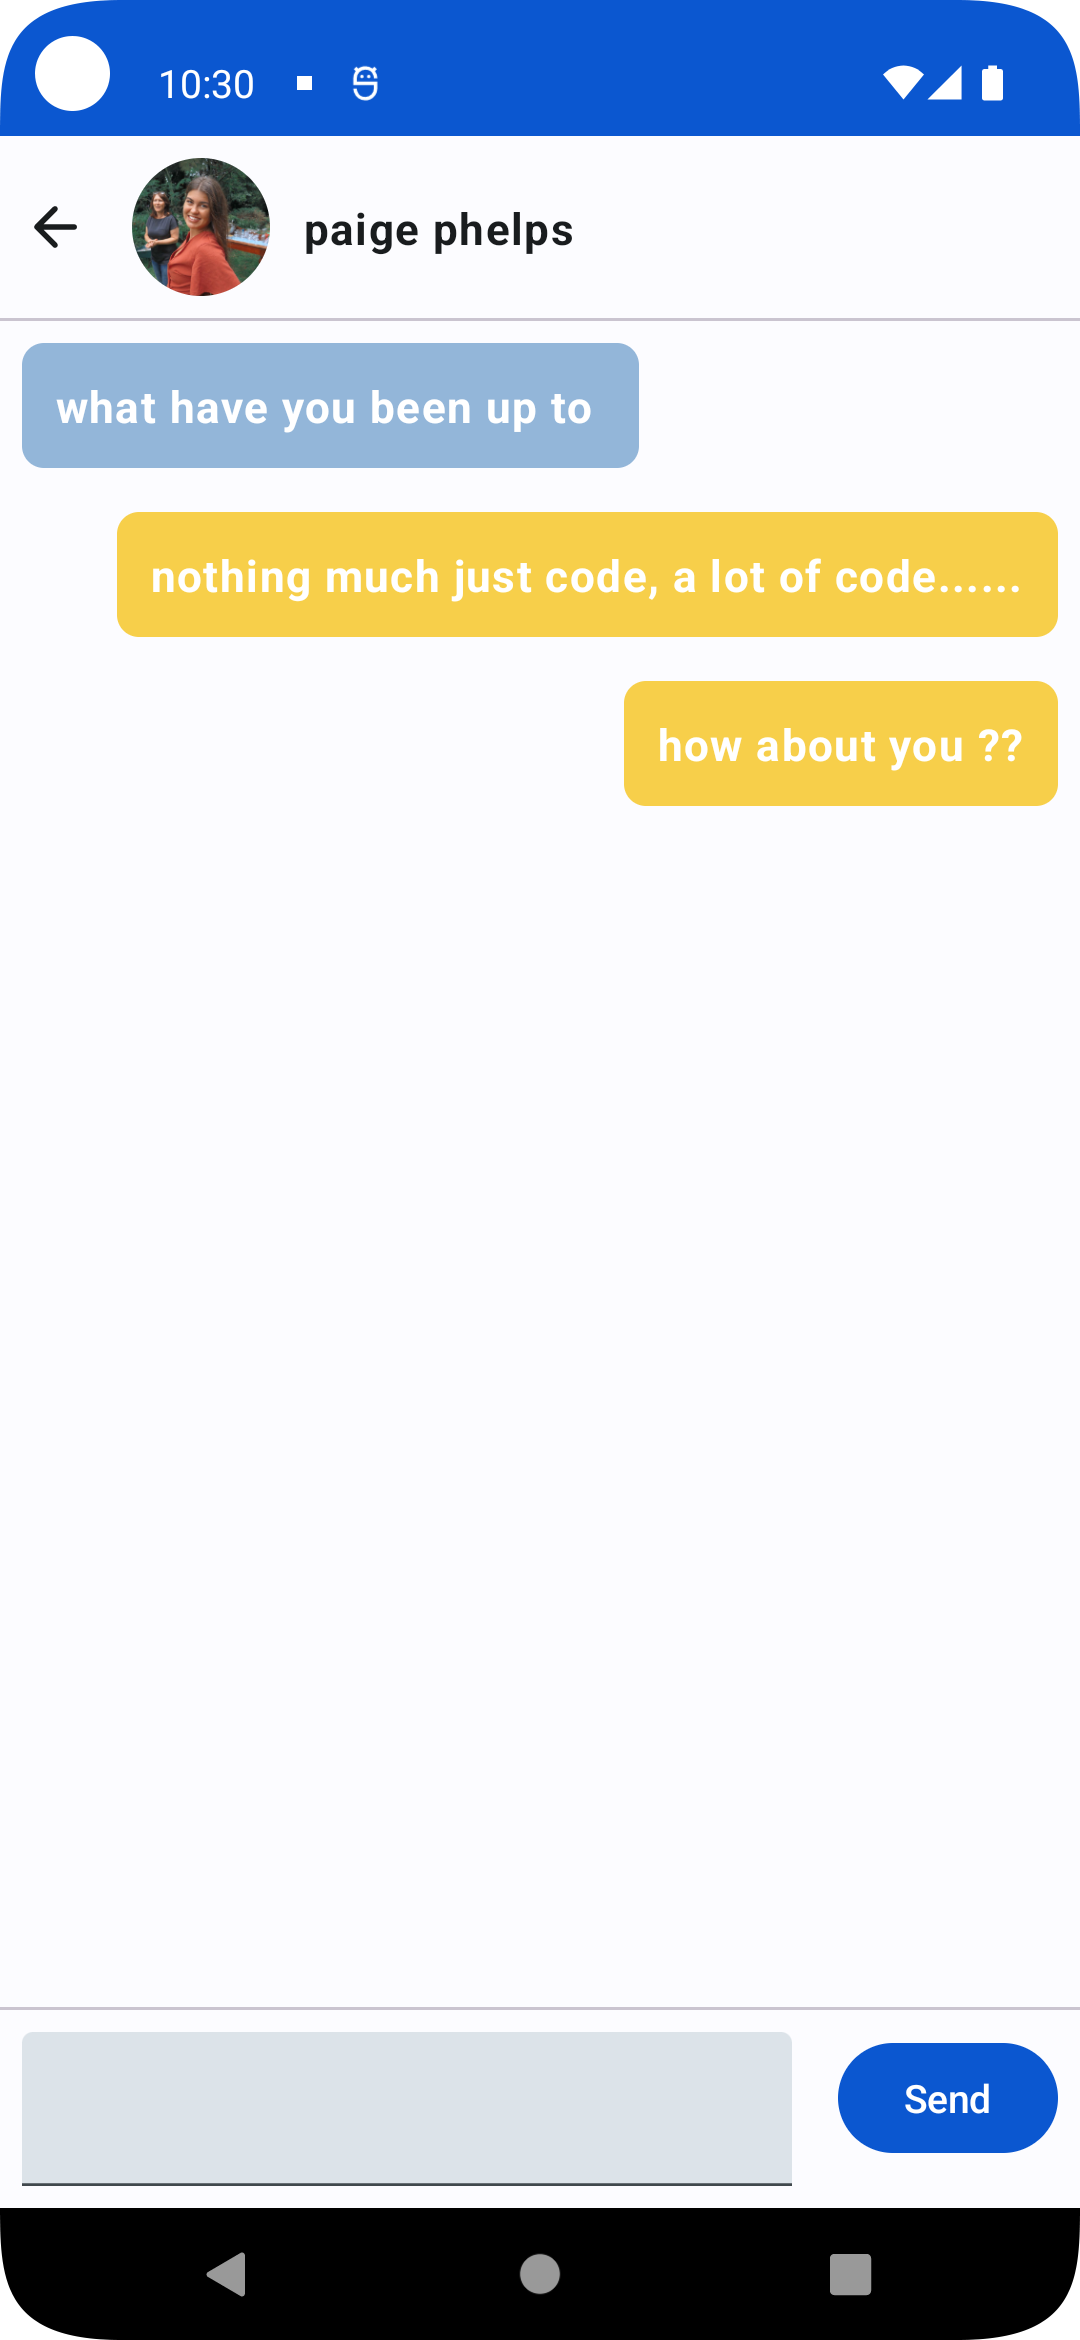 10:30
paige phelps
what have you been up to
nothing much just code, a lot of code......
how about you ??
Send